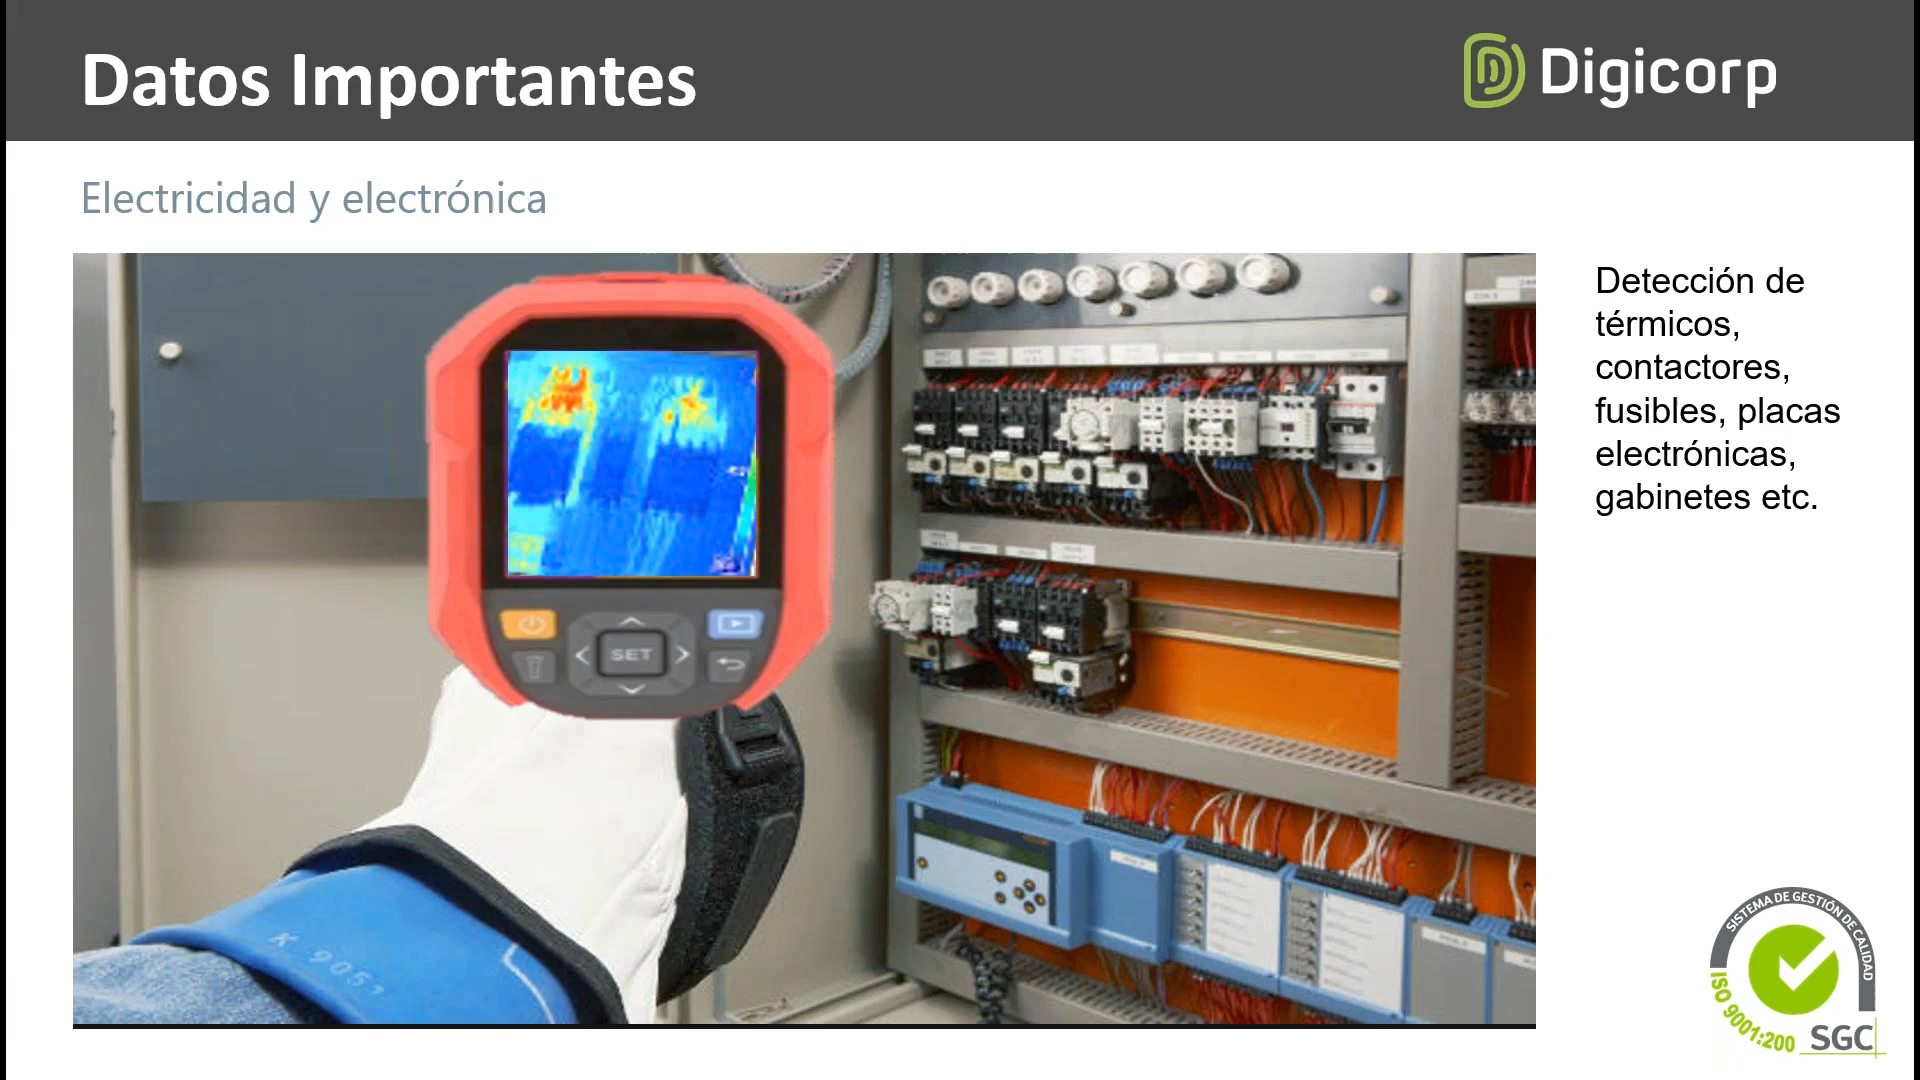 Datos Importantes
Digicorp
Electricidad y electrónica
Detección de
térmicos,
contactores,
fusibles, placas
electrónicas,
gabinetes etc.
SET
K 905
SISTEMA DE GESTIÓN DE CALIDAD
ISO 9001:200
SGC